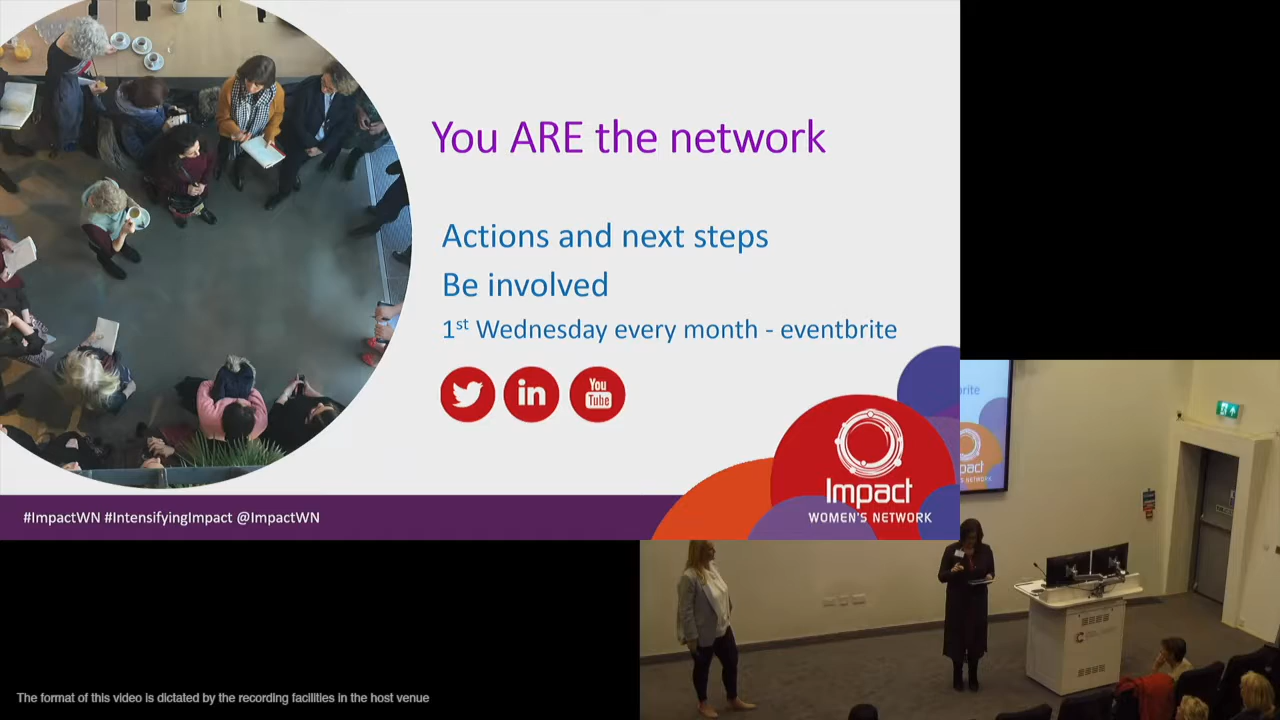 You ARE the network
Actions and next steps
Be involved
1st Wednesday every month - eventbrite
You
Tube
in
Impact
WOMEN'S NETWORK
#ImpactWN #IntensifyingImpact @ImpactWN
The format of this video is dictated by the recording facilities in the host venue